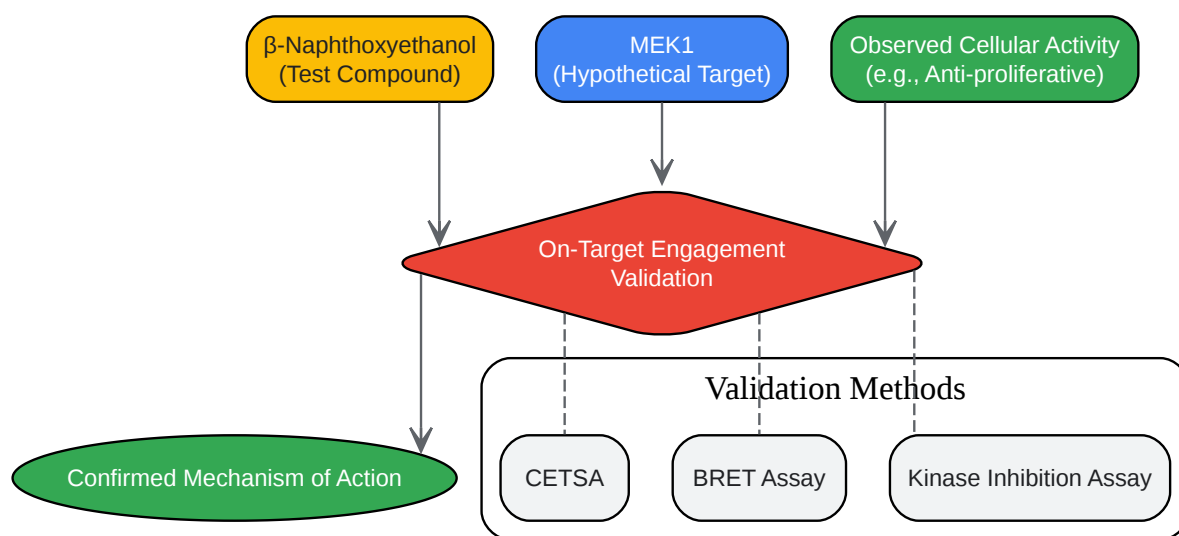 β-Naphthoxyethanol
(Test Compound)
MEK1
(Hypothetical Target)
Observed Cellular Activity
(e.g., Anti-proliferative)
On-Target Engagement
Validation
Validation Methods
Confirmed Mechanism of Action
CETSA
BRET Assay
Kinase Inhibition Assay